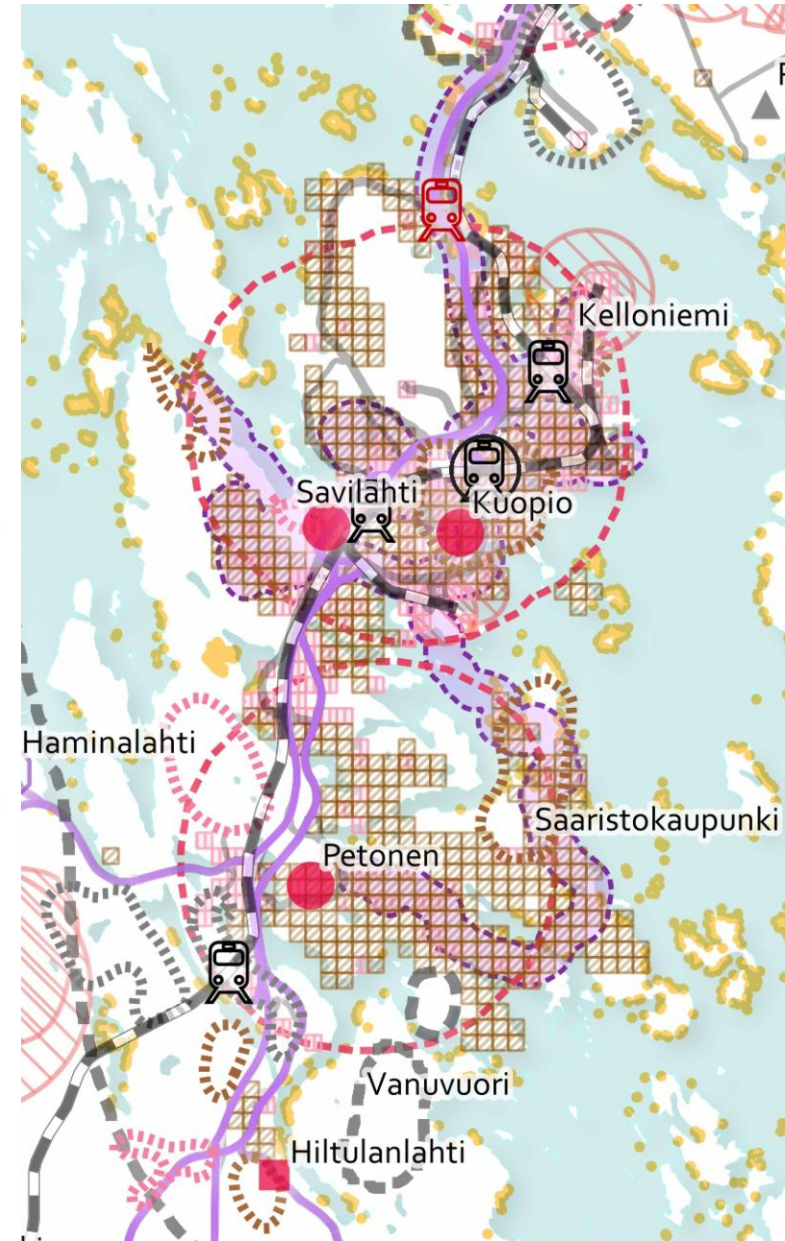 Kelloniemi
Savilahti
Kuopio
Haminalahti
Saaristokaupunki
Petonen
Vanuvuori
Hiltulanlahti